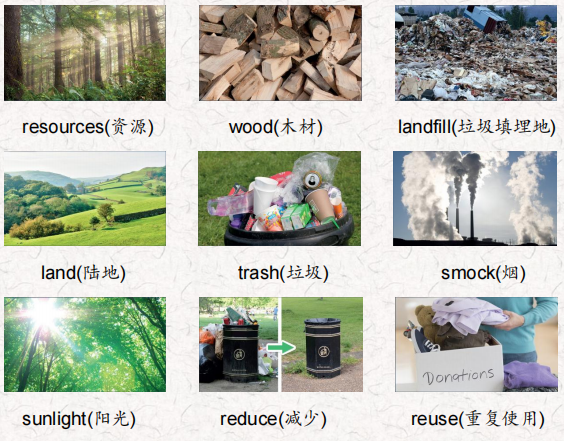 resources(资源)
wood(木材)
landfill(垃圾填埋地)
land(陆地)
trash(垃圾)
smock(烟)
Donations
sunlight(阳光)
reduce(减少)
reuse(重复使用)